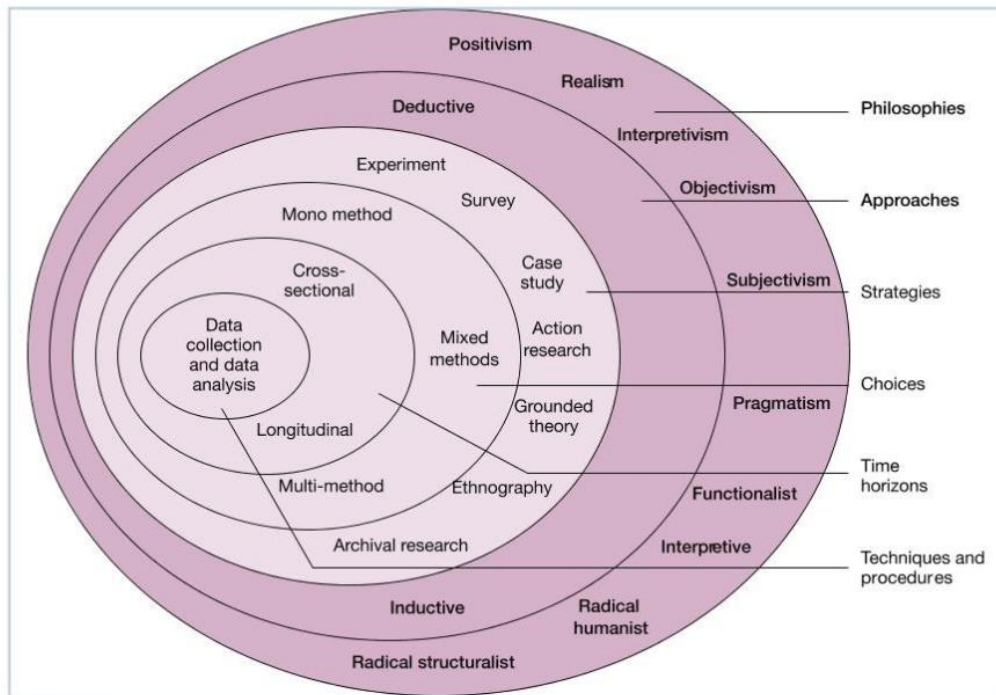 Positivism
Realism
Philosophies
Deductive
Interpretivism
Experiment
Objectivism
Approaches
Survey
Mono method
Case
study
Cross-
sectional
Subjectivism
Strategies
Data
collection
and data
analysis
Mixed
methods
Action
research
Choices
Grounded
theory
Pragmatism
Longitudinal
Time
horizons
Multi-method
Ethnography
Functionalist
Archival research
Interpretive
Techniques and
procedures
Inductive
Radical
humanist
Radical structuralist